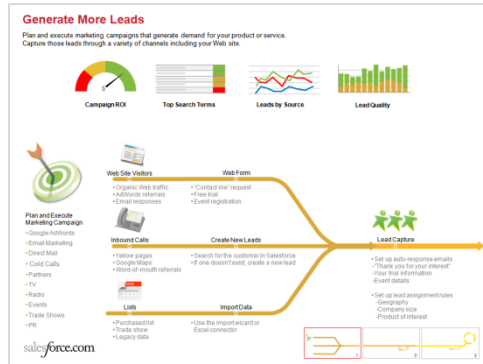 Generate More Leads
Plan and execute marketing campaigns that generate demand for your product or service.
Capture those leads through a variety of channels including your Web site.
Campaign ROI
Top Search Terms
Leads by Source
Lead Quality
Web Site Visitors
• Organic Web traffic
• AdWords referrals
• Email responses
Web Form
• "Contact me" request
• Free trial
• Event registration
Plan and Execute
Marketing Campaign
• Google AdWords
• Email Marketing
• Direct Mail
• Cold Calls
• Partners
• TV
• Radio
• Events
• Trade Shows
• PR
Inbound Calls
• Yellow pages
• Google Maps
• Word-of-mouth referrals
Create New Leads
• Search for the customer in Salesforce
• If one doesn't exist, create a new lead
Lead Capture
• Set up auto-response emails
-"Thank you for your interest"
-Your trial information
-Event details
• Set up lead assignment rules
-Geography
-Company size
-Product of interest
Lists
• Purchased list
• Trade show
• Legacy data
Import Data
• Use the import wizard or
Excel connector
salesforce.com
1
2
3